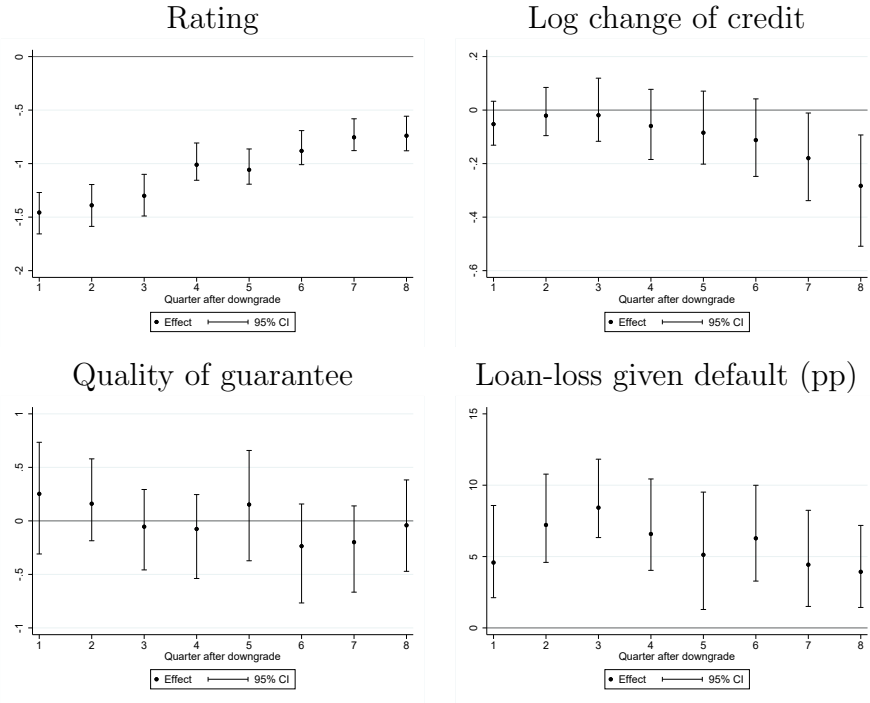 Rating
0
-.5
-1
-1.5
-2
1 2 3 4 5 6 7 8
Quarter after downgrade
Effect 95% CI
Log change of credit
.2
0
-.2
-.4
-.6
1 2 3 4 5 6 7 8
Quarter after downgrade
Effect 95% CI
Quality of guarantee
1
.5
0
-.5
-1
1 2 3 4 5 6 7 8
Quarter after downgrade
Effect 95% CI
Loan-loss given default (pp)
15
10
5
0
1 2 3 4 5 6 7 8
Quarter after downgrade
Effect 95% CI